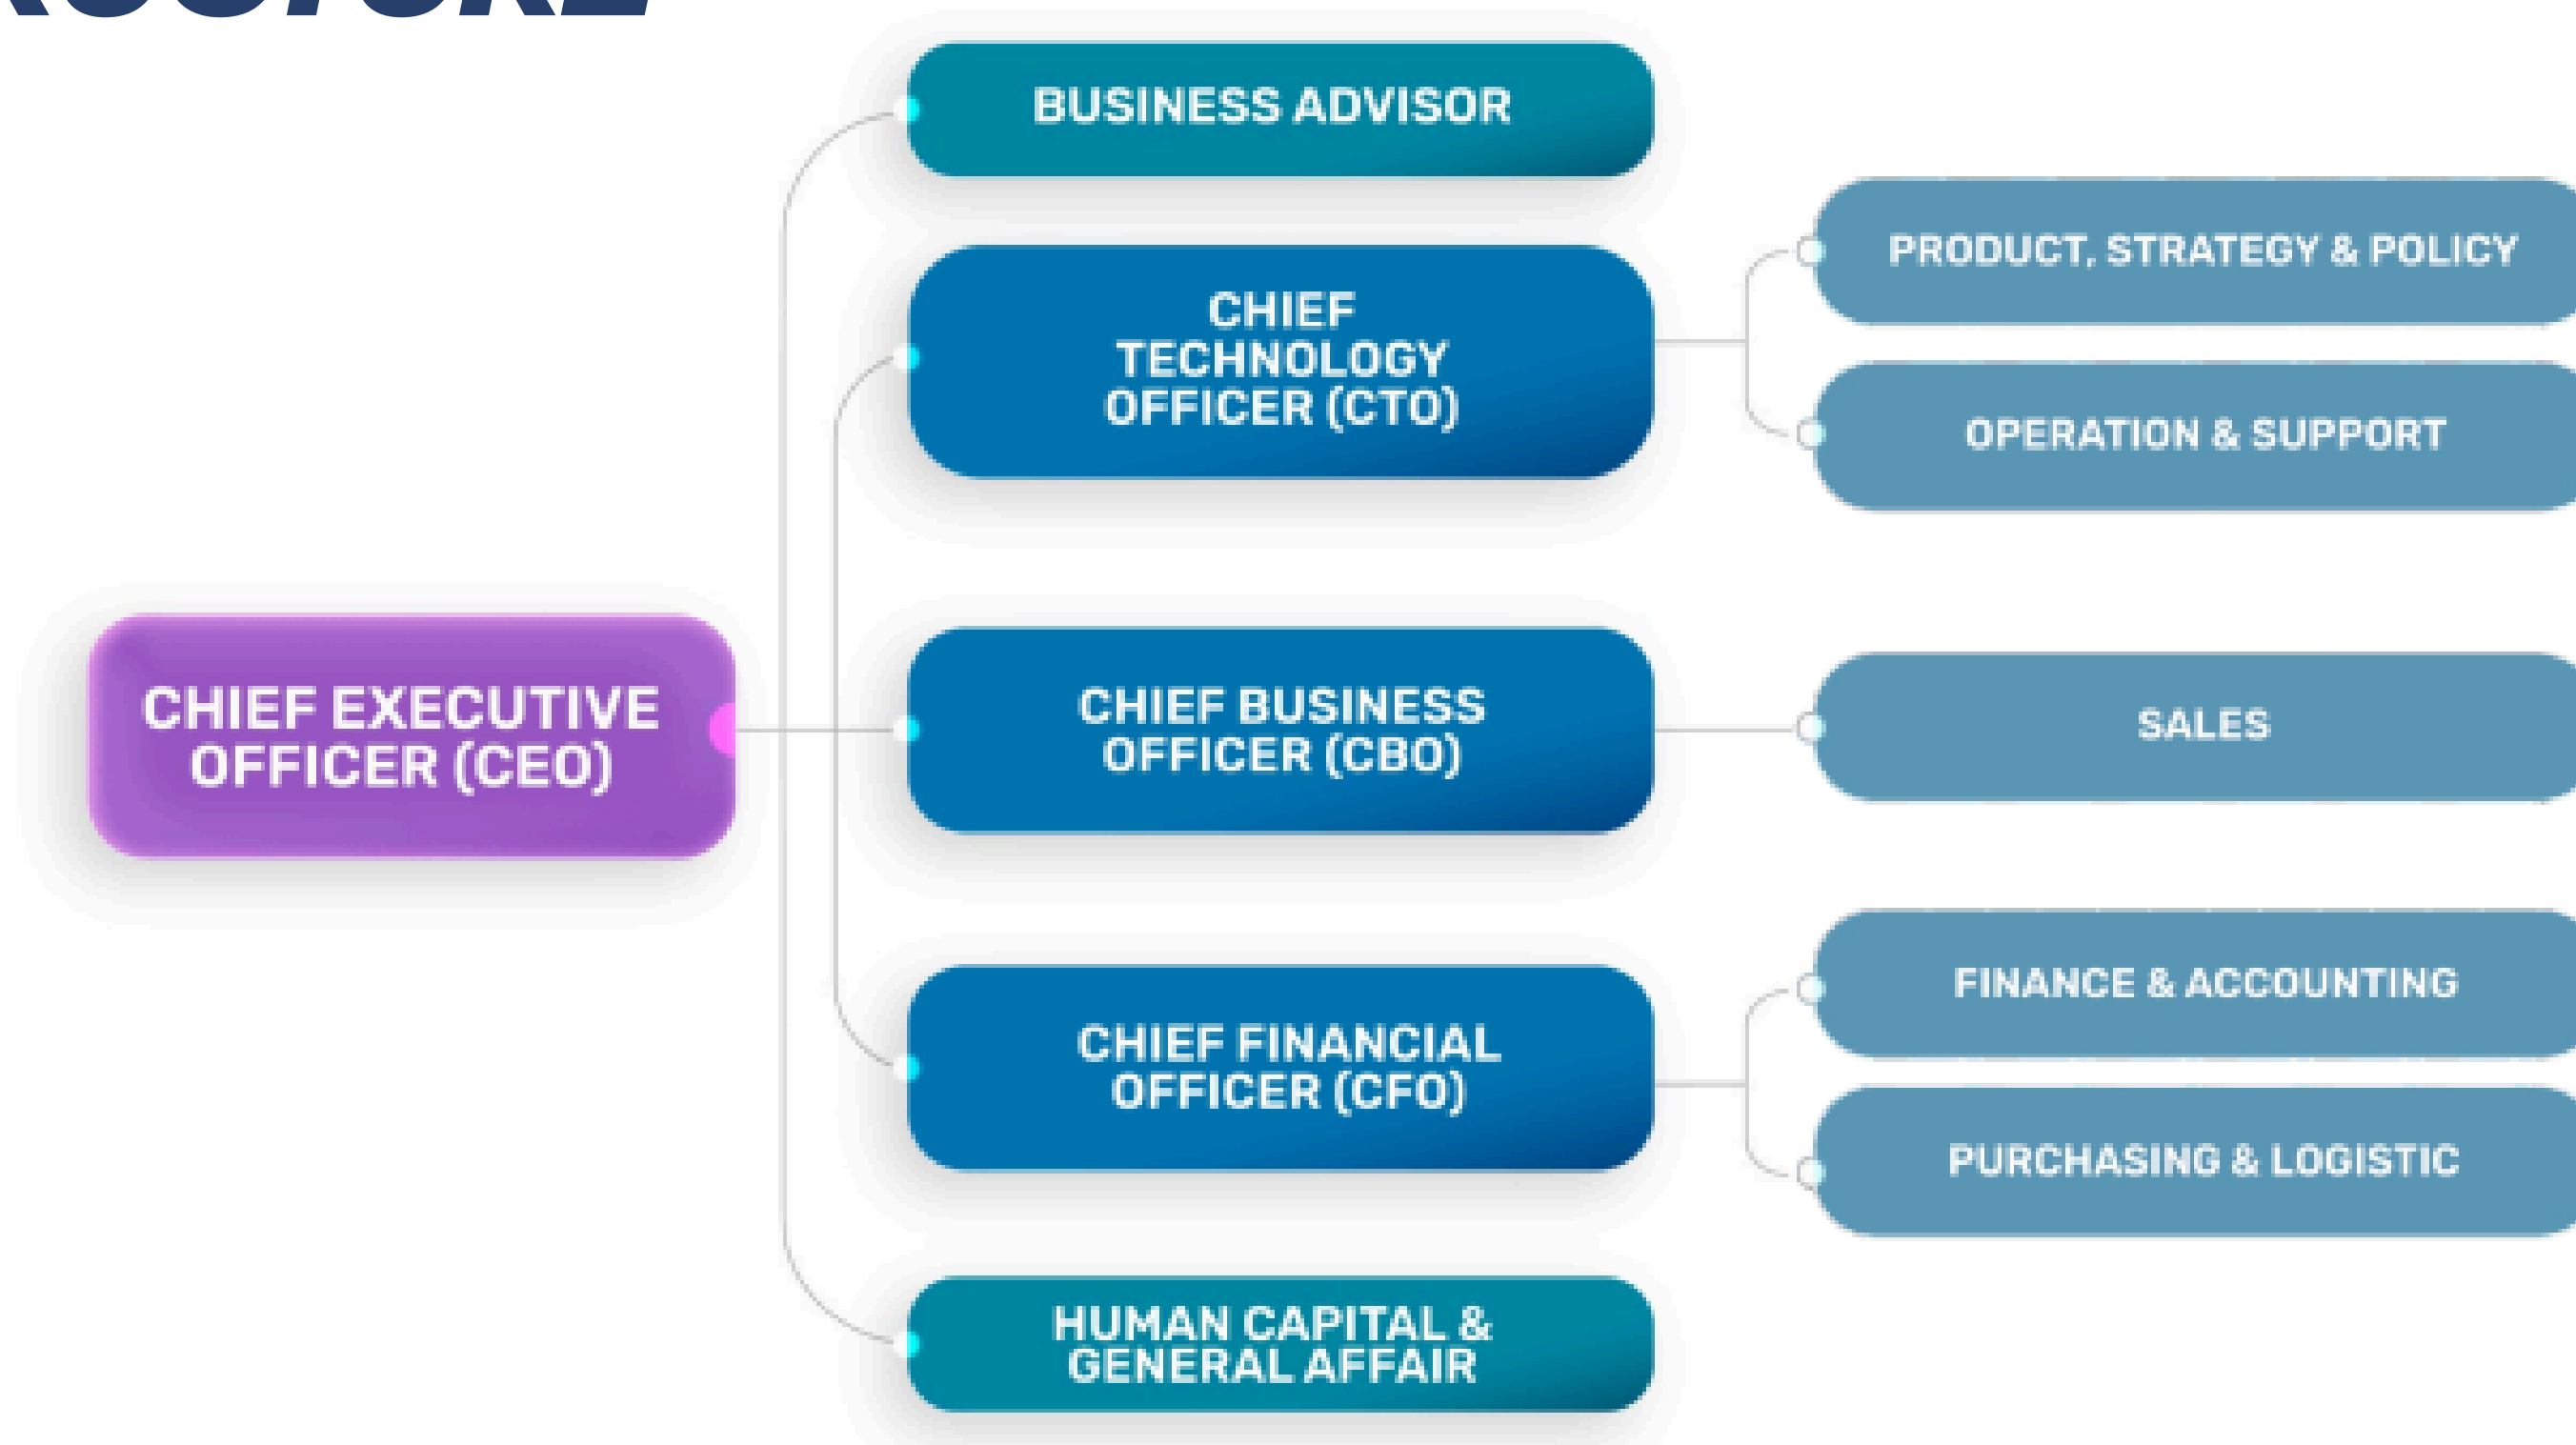 BUSINESS ADVISOR
CHIEF
TECHNOLOGY
OFFICER (CTO)
PRODUCT, STRATEGY & POLICY
OPERATION & SUPPORT
CHIEF EXECUTIVE
OFFICER (CEO)
CHIEF BUSINESS
OFFICER (CBO)
SALES
CHIEF FINANCIAL
OFFICER (CFO)
FINANCE & ACCOUNTING
PURCHASING & LOGISTIC
HUMAN CAPITAL &
GENERAL AFFAIR